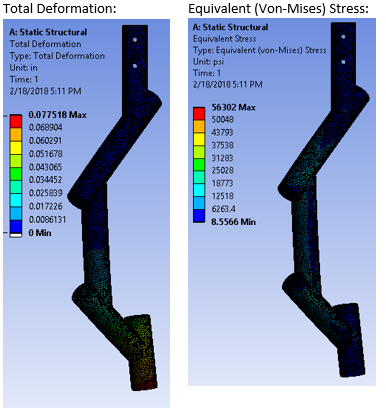 Total Deformation:
A: Static Structural
Total Deformation
Type: Total Deformation
Unit: in
Time: 1
2/18/2018 5:11 PM
0.077518 Max
0.068904
0.060291
0.051678
0.043065
0.034452
0.025839
0.017226
0.0086131
0 Min
Equivalent (Von-Mises) Stress:
A: Static Structural
Equivalent Stress
Type: Equivalent (von-Mises) Stress
Unit: psi
Time: 1
2/18/2018 5:11 PM
56302 Max
50048
43793
37538
31283
25028
18773
12518
6263.4
8.5566 Min